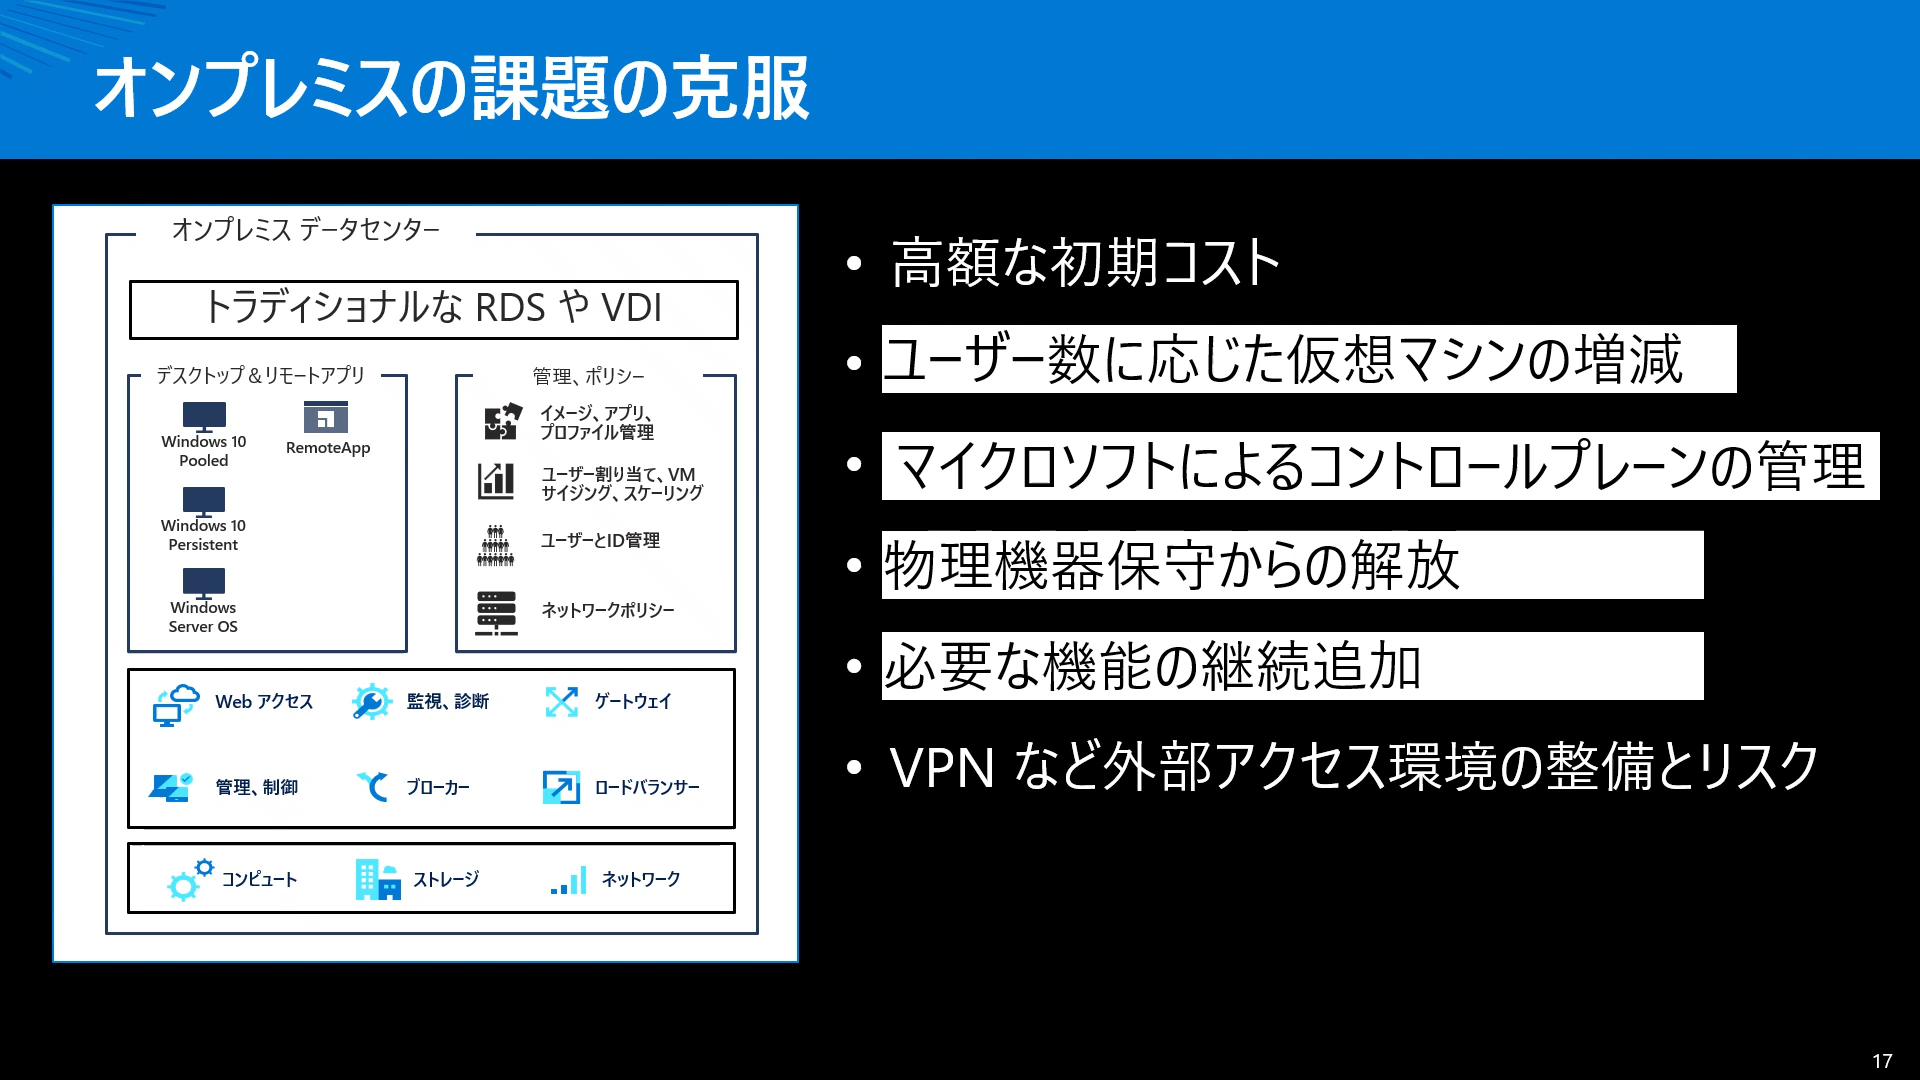 オンプレミスの課題の克服
オンプレミス データセンター
トラディショナルな RDS や VDI
デスクトップ&リモートアプリ
Windows 10
Pooled
RemoteApp
Windows 10
Persistent
Windows
Server OS
管理、ポリシー
イメージ、アプリ、
プロファイル管理
ユーザー割り当て、VM
サイジング、スケーリング
ユーザーとID管理
ネットワークポリシー
Web アクセス
監視、診断
ゲートウェイ
管理、制御
ブローカー
ロードバランサー
コンピュート
ストレージ
ネットワーク
• 高額な初期コスト
• ユーザー数に応じた仮想マシンの増減
• マイクロソフトによるコントロールプレーンの管理
• 物理機器保守からの解放
• 必要な機能の継続追加
• VPN など外部アクセス環境の整備とリスク
17